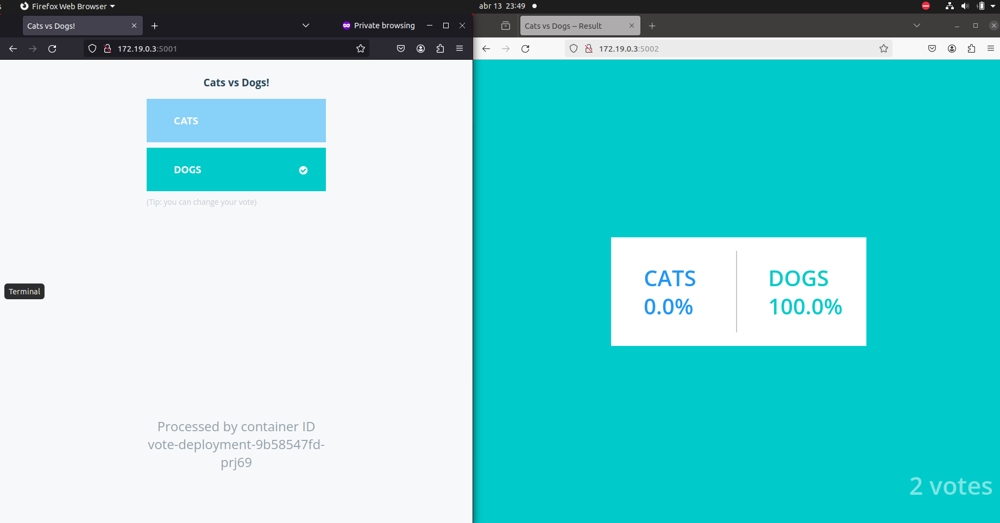 s
Firefox Web Browser
abr 13 23:49
Cats vs Dogs!
Private browsing
Cats vs Dogs -- Result
172.19.0.3:5001
172.19.0.3:5002
Cats vs Dogs!
CATS
DOGS
(Tip: you can change your vote)
Terminal
Processed by container ID
vote-deployment-9b58547fd-
prj69
CATS
0.0%
DOGS
100.0%
2 votes